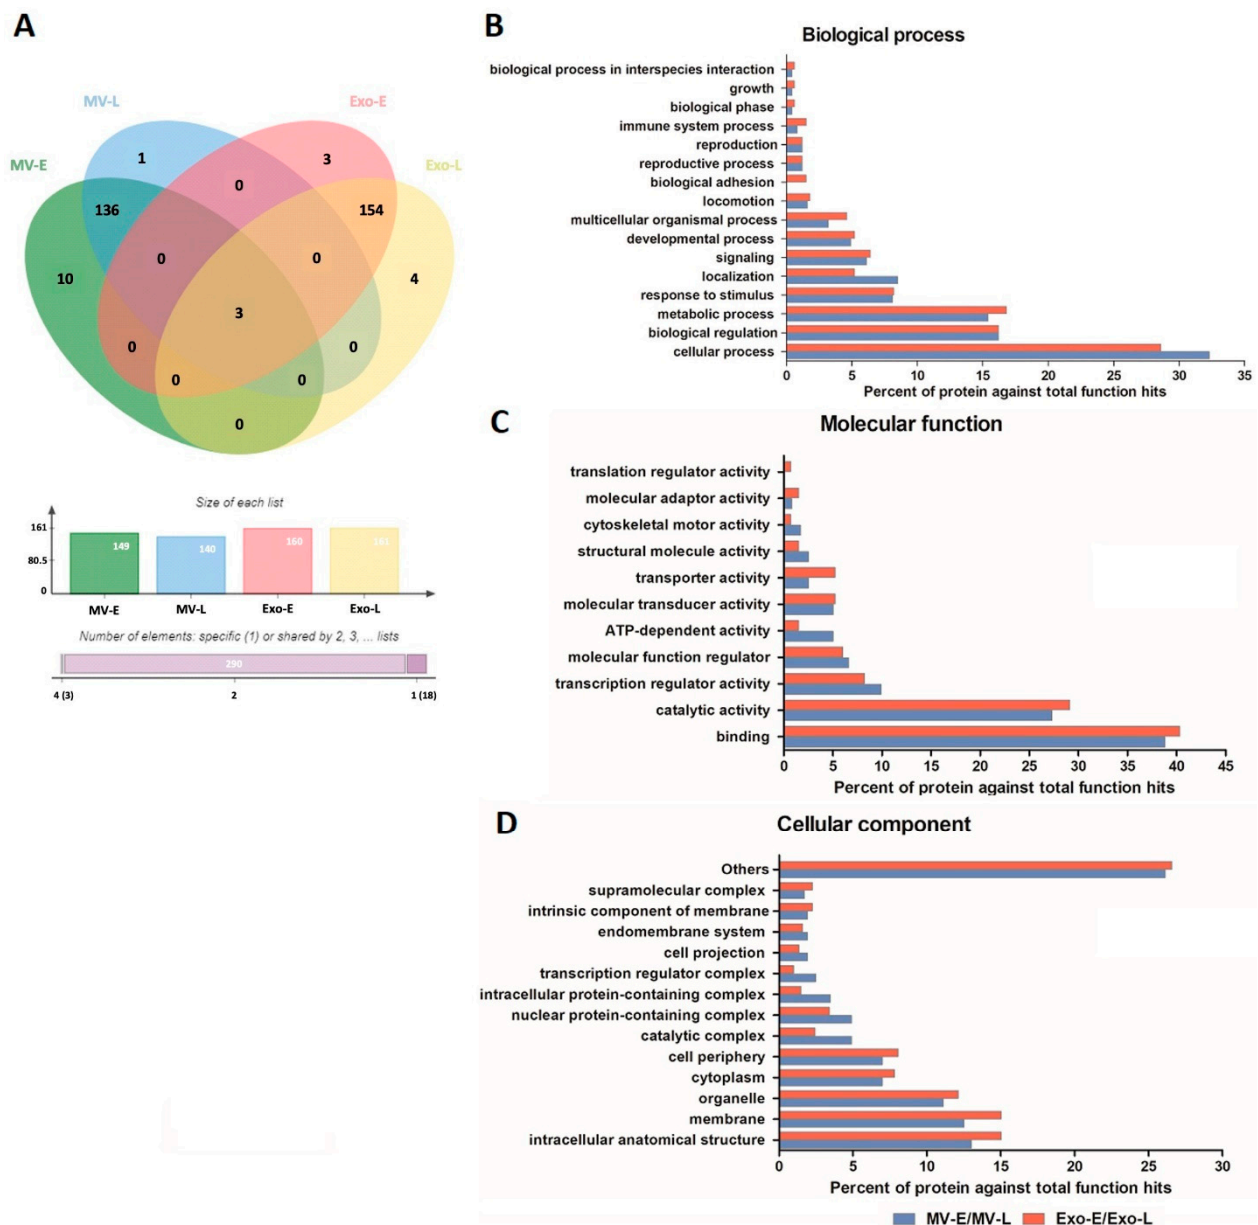 A
MV-L
Exo-E
MV-E
Exo-L
1
3
0
136
154
0
0
10
4
3
0
0
0
0
0
Size of each list
161
80.5
0
149
140
160
161
MV-E
MV-L
Exo-E
Exo-L
Number of elements: specific (1) or shared by 2, 3, ... lists
290
4 (3)
2
1 (18)
B
Biological process
biological process in interspecies interaction
growth
biological phase
immune system process
reproduction
reproductive process
biological adhesion
locomotion
multicellular organismal process
developmental process
signaling
localization
response to stimulus
metabolic process
biological regulation
cellular process
0 5 10 15 20 25 30 35
Percent of protein against total function hits
C
Molecular function
translation regulator activity
molecular adaptor activity
cytoskeletal motor activity
structural molecule activity
transporter activity
molecular transducer activity
ATP-dependent activity
molecular function regulator
transcription regulator activity
catalytic activity
binding
0 5 10 15 20 25 30 35 40 45
Percent of protein against total function hits
D
Cellular component
Others
supramolecular complex
intrinsic component of membrane
endomembrane system
cell projection
transcription regulator complex
intracellular protein-containing complex
nuclear protein-containing complex
catalytic complex
cell periphery
cytoplasm
organelle
membrane
intracellular anatomical structure
0 5 10 15 20 25 30
Percent of protein against total function hits
MV-E/MV-L Exo-E/Exo-L